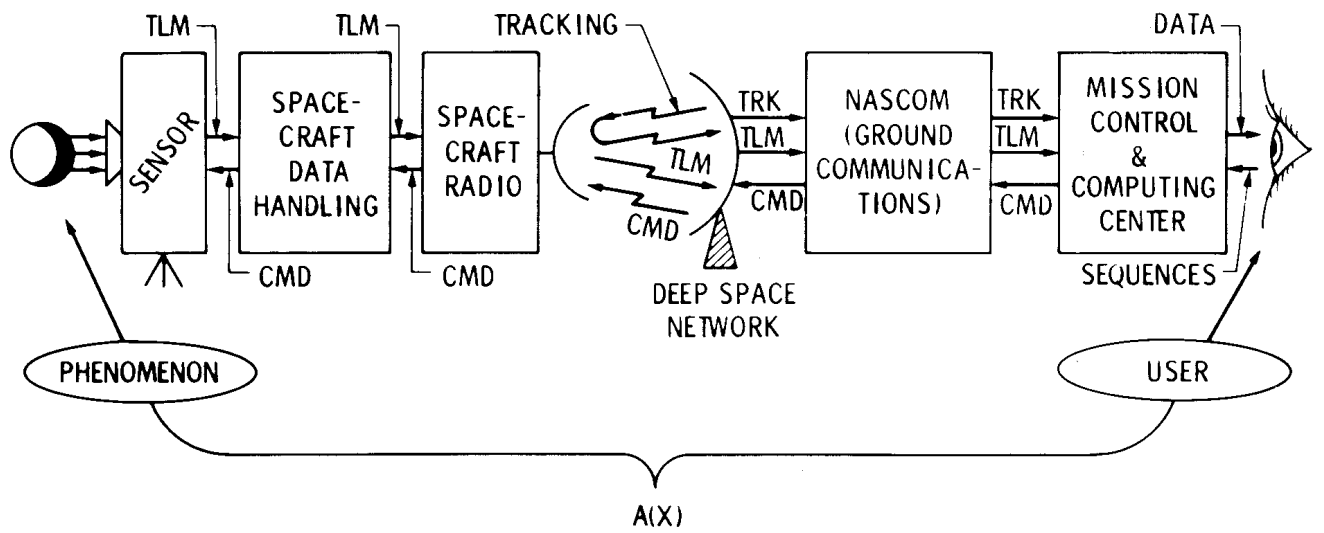 TLM
TLM
TRACKING
DATA
SENSOR
SPACE-
CRAFT
DATA
HANDLING
SPACE-
CRAFT
RADIO
TLM
CMD
TRK
TLM
CMD
NASCOM
(GROUND
COMMUNICA-
TIONS)
TRK
TLM
CMD
MISSION
CONTROL
&
COMPUTING
CENTER
CMD
CMD
DEEP SPACE
NETWORK
SEQUENCES
PHENOMENON
USER
A(X)